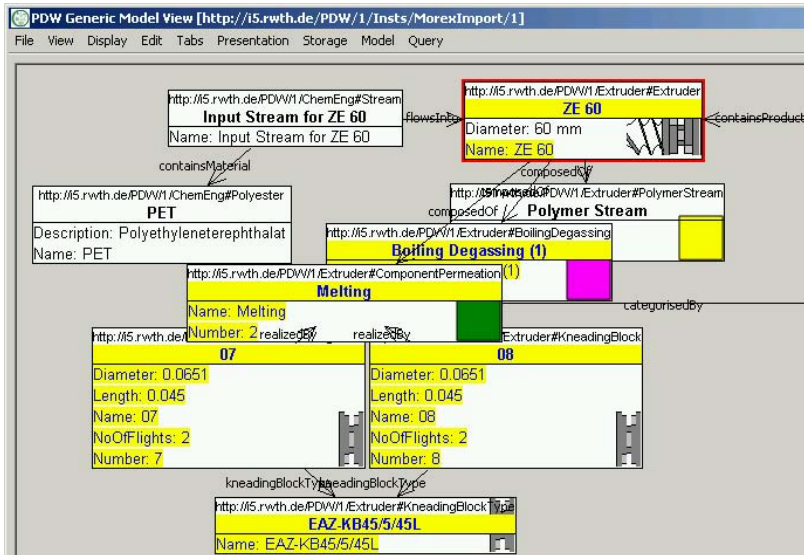 PDW Generic Model View [http://i5.rwth.de/PDW/1/Insts/MorexImport/1]
File View Display Edit Tabs Presentation Storage Model Query
http://i5.rwth.de/PDW/1/ChemEng#Stream
Input Stream for ZE 60
Name: Input Stream for ZE 60
flowsInto
http://i5.rwth.de/PDW/1/Extruder#Extruder
ZE 60
Diameter: 60 mm
Name: ZE 60
containsProduct
containsMaterial
composedOf
http://i5.rwth.de/PDW/1/ChemEng#Polyester
PET
Description: Polyethyleneterephthalat
Name: PET
/PDW/1/Extruder#PolymerStream
Polymer Stream
composedOf
http://i5.rwth.de/PDW/1/Extruder#BoilingDegassing
Boiling Degassing (1)
(1)
http://i5.rwth.de/PDW/1/Extruder#ComponentPermeation
Melting
Name: Melting
Number: 2
categorisedBy
realizedBy
realizedBy
http://i5.rwth.de/
07
Diameter: 0.0651
Length: 0.045
Name: 07
NoOfFlights: 2
Number: 7
Extruder#KneadingBlock
08
Diameter: 0.0651
Length: 0.045
Name: 08
NoOfFlights: 2
Number: 8
kneadingBlockType
kneadingBlockType
http://i5.rwth.de/PDW/1/Extruder#KneadingBlockType
EAZ-KB45/5/45L
Name: EAZ-KB45/5/45L